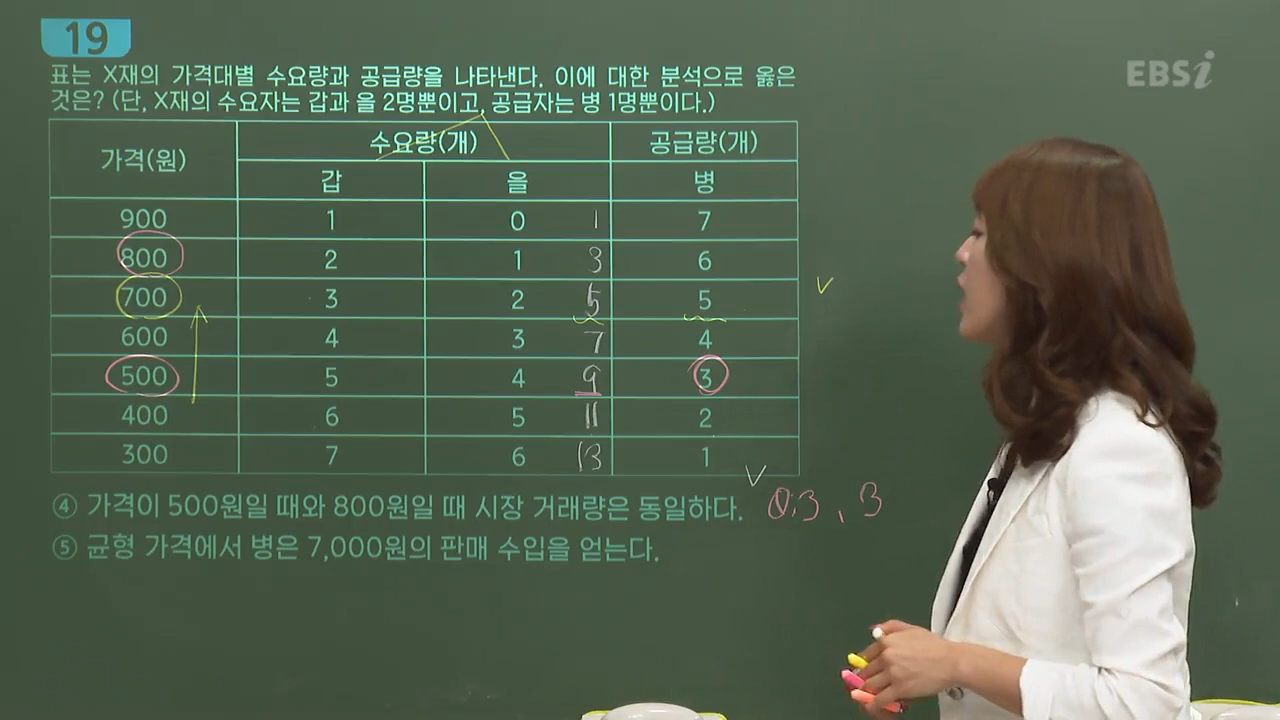 19
EBSi
표는 X재의 가격대별 수요량과 공급량을 나타낸다. 이에 대한 분석으로 옳은
것은? (단, X재의 수요자는 갑과 을 2명뿐이고, 공급자는 병 1명뿐이다.)
가격(원) 수요량(개) 공급량(개)
갑 을 병
900 1 0 1 7
800 2 1 3 6
700 3 2 5 5
600 4 3 7 4
500 5 4 9 3
400 6 5 11 2
300 7 6 13 1
④ 가격이 500원일 때와 800원일 때 시장 거래량은 동일하다. Q:3, 3
⑤ 균형 가격에서 병은 7,000원의 판매 수입을 얻는다.